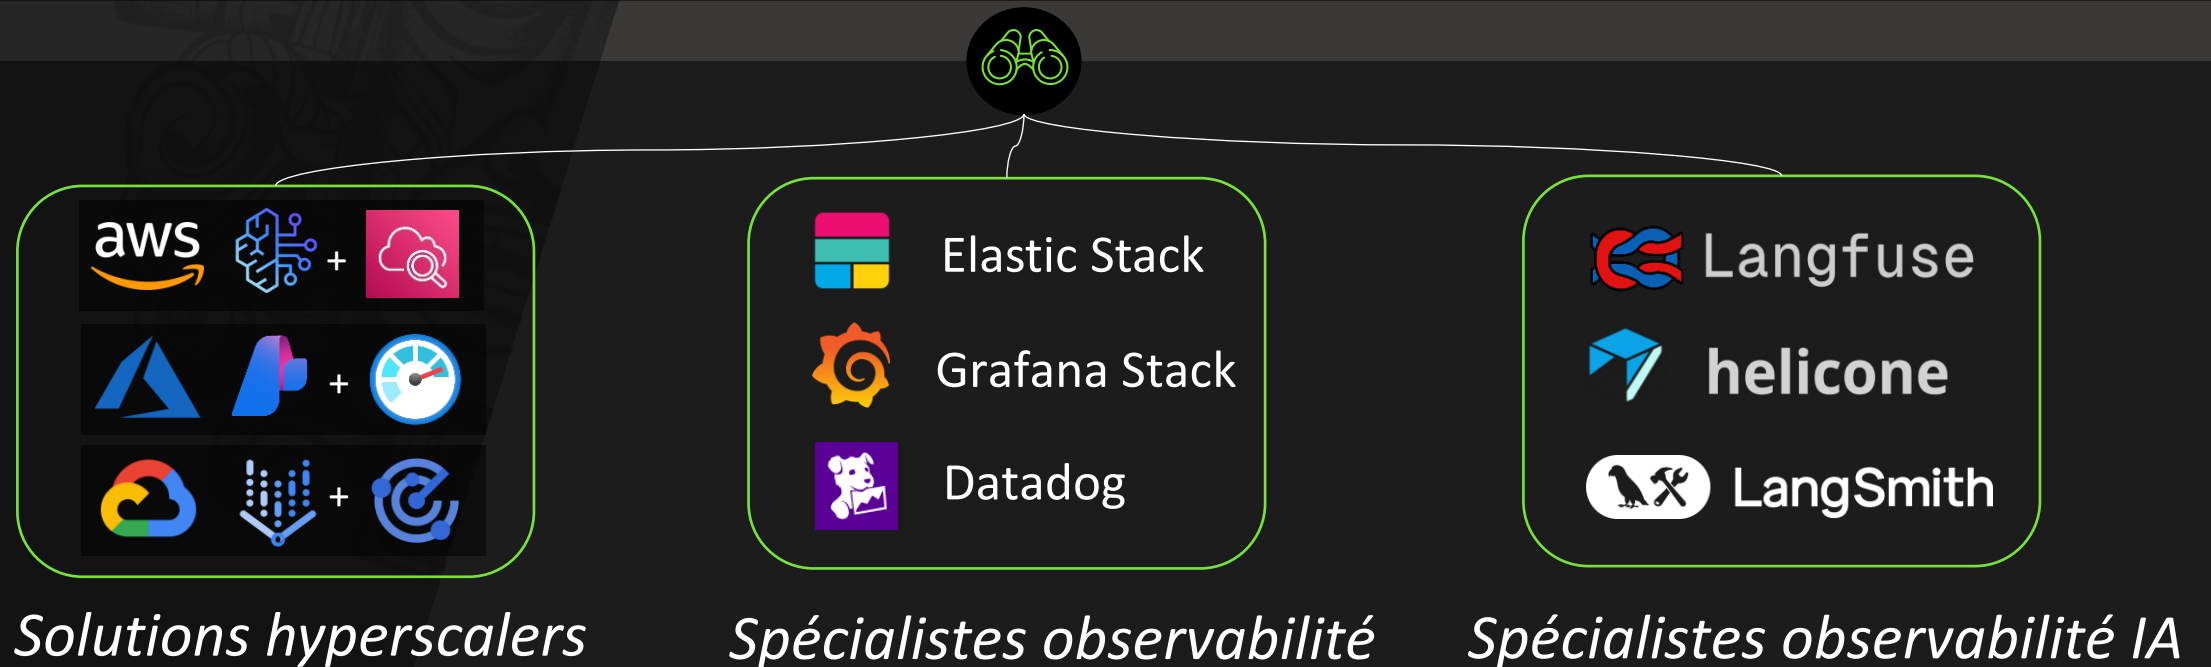 aws
+
+
+
Elastic Stack
Grafana Stack
Datadog
Langfuse
helicone
LangSmith
Solutions hyperscalers
Spécialistes observabilité
Spécialistes observabilité IA